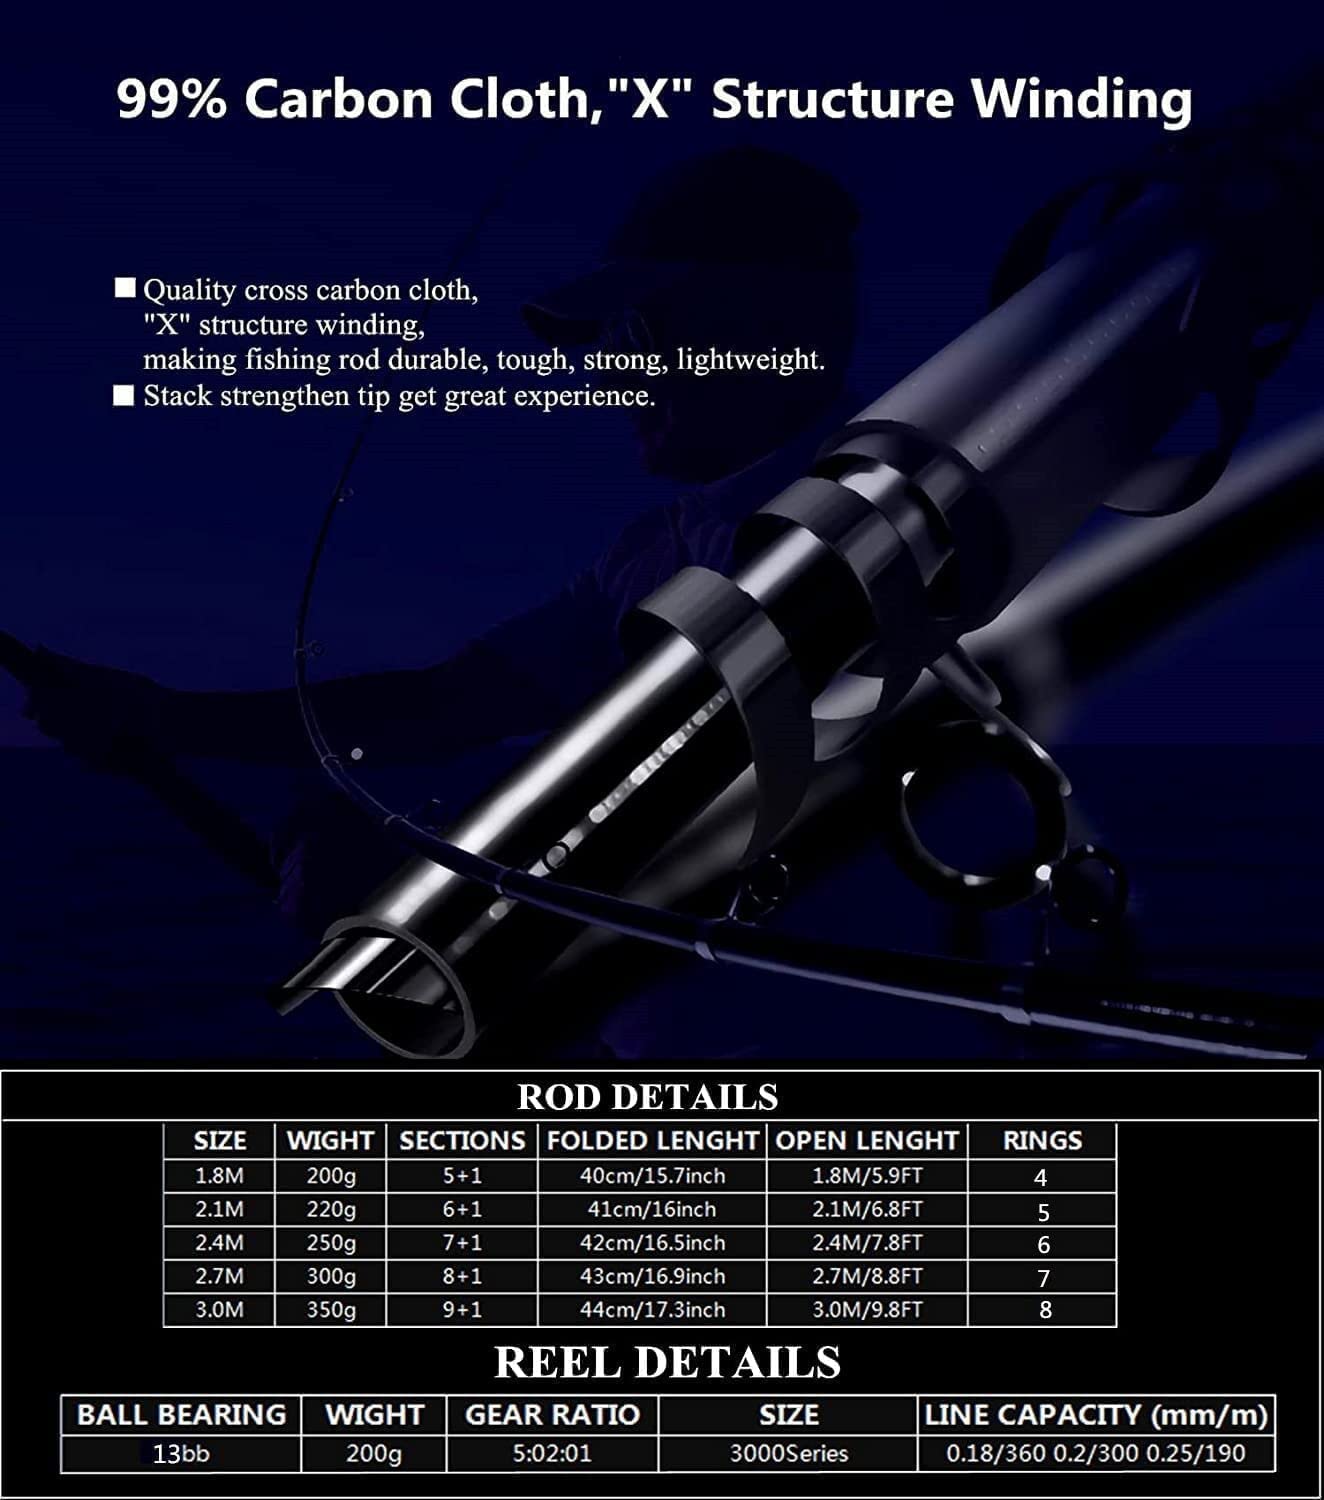 99% Carbon Cloth,"X" Structure Winding
Quality cross carbon cloth,
"X" structure winding,
making fishing rod durable, tough, strong, lightweight.
Stack strengthen tip get great experience.
ROD DETAILS
SIZE WIGHT SECTIONS FOLDED LENGHT OPEN LENGHT RINGS
1.8M 200g 5+1 40cm/15.7inch 1.8M/5.9FT 4
2.1M 220g 6+1 41cm/16inch 2.1M/6.8FT 5
2.4M 250g 7+1 42cm/16.5inch 2.4M/7.8FT 6
2.7M 300g 8+1 43cm/16.9inch 2.7M/8.8FT 7
3.0M 350g 9+1 44cm/17.3inch 3.0M/9.8FT 8
REEL DETAILS
BALL BEARING WIGHT GEAR RATIO SIZE LINE CAPACITY (mm/m)
13bb 200g 5:02:01 3000Series 0.18/360 0.2/300 0.25/190